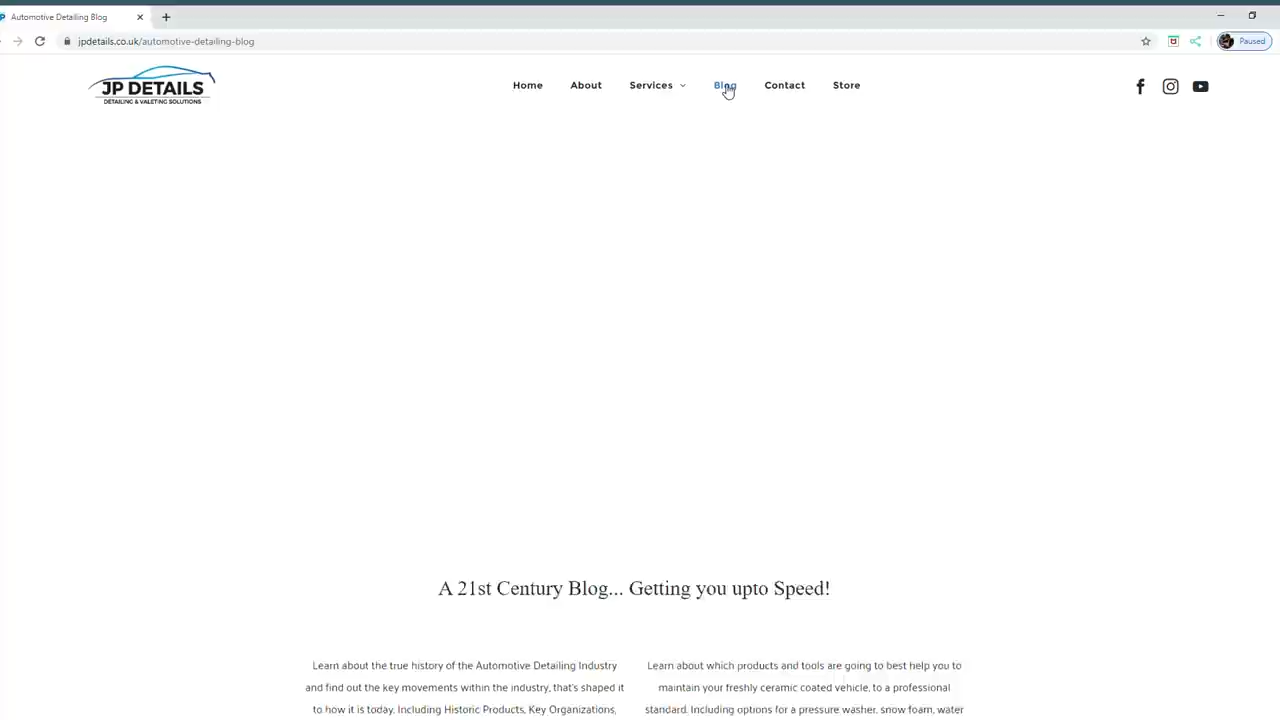 Automotive Detailing Blog
jpdetails.co.uk/automotive-detailing-blog
Paused
JP DETAILS
DETAILING & VALETING SOLUTIONS
Home About Services Blog Contact Store
A 21st Century Blog... Getting you upto Speed!
Learn about the true history of the Automotive Detailing Industry
and find out the key movements within the industry, that's shaped it
to how it is today. Including Historic Products, Key Organizations,
Learn about which products and tools are going to best help you to
maintain your freshly ceramic coated vehicle, to a professional
standard. Including options for a pressure washer, snow foam, water